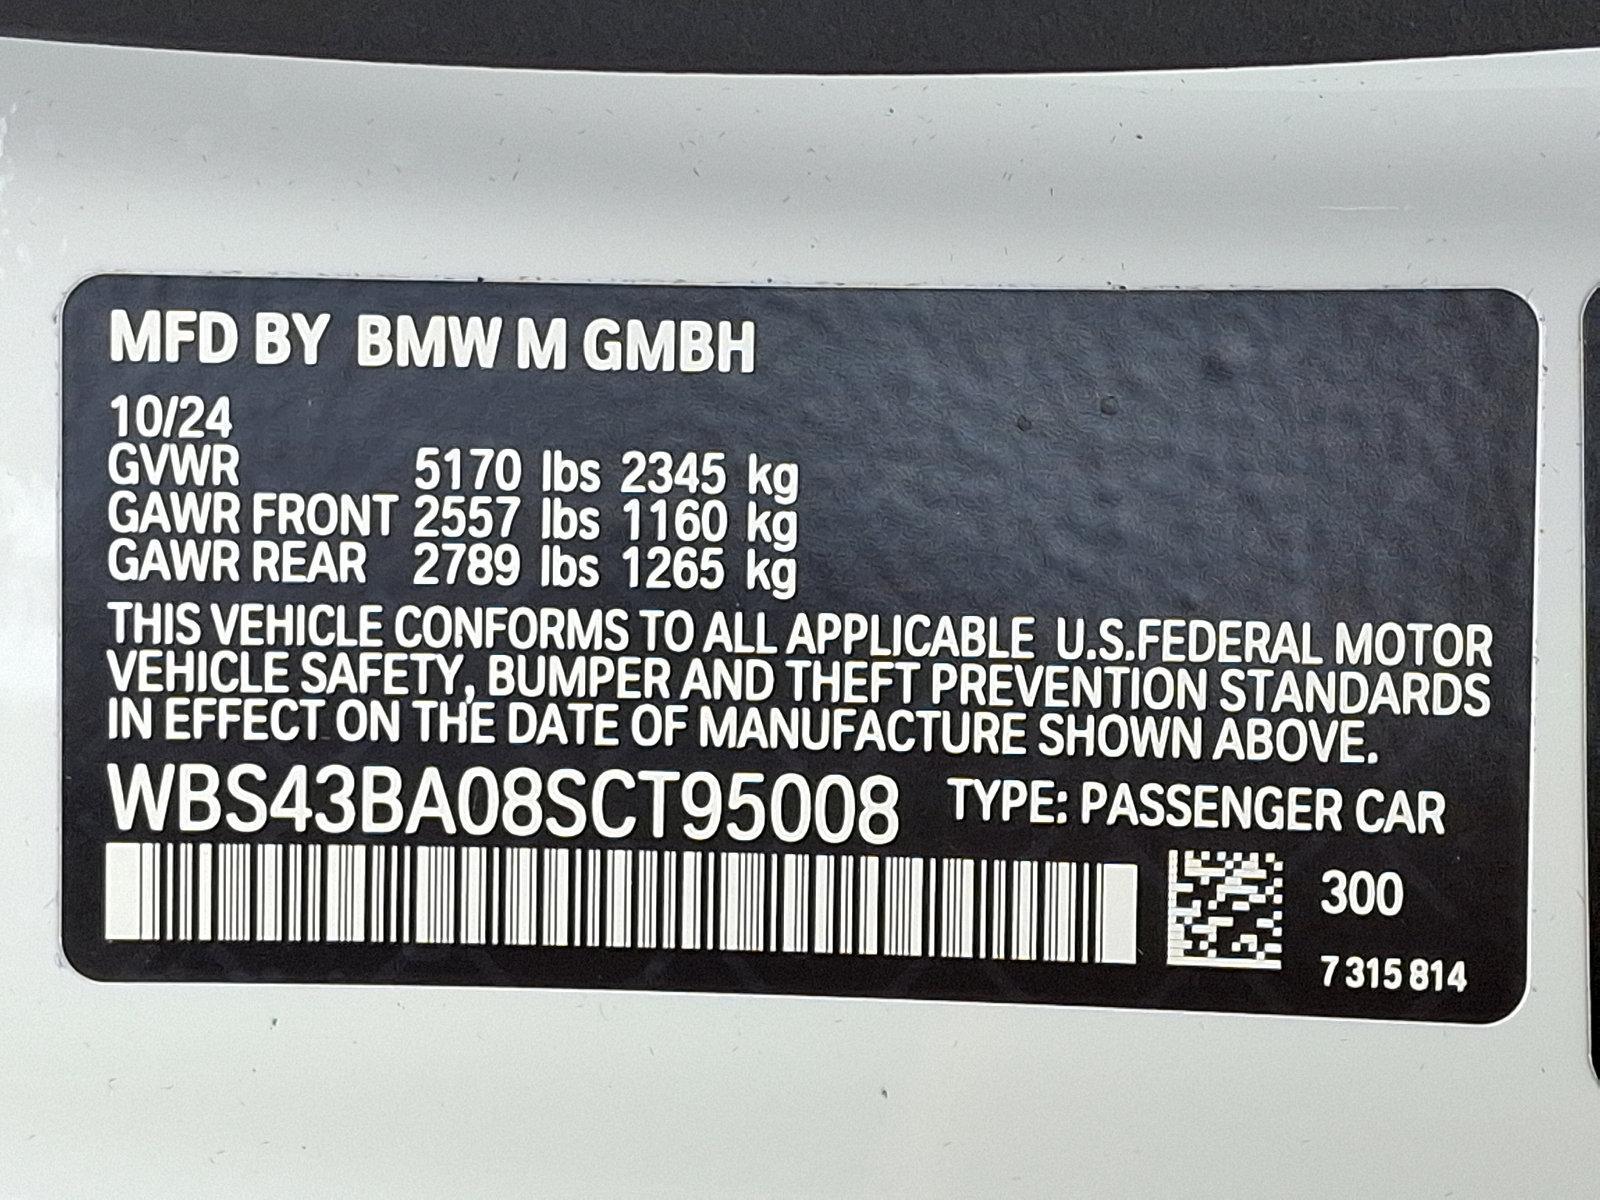 MFD BY BMW M GMBH
10/24
GVWR 5170 lbs 2345 kg
GAWR FRONT 2557 lbs 1160 kg
GAWR REAR 2789 lbs 1265 kg
THIS VEHICLE CONFORMS TO ALL APPLICABLE U.S.FEDERAL MOTOR
VEHICLE SAFETY, BUMPER AND THEFT PREVENTION STANDARDS
IN EFFECT ON THE DATE OF MANUFACTURE SHOWN ABOVE.
WBS43BA08SCT95008 TYPE: PASSENGER CAR
300
7 315 814